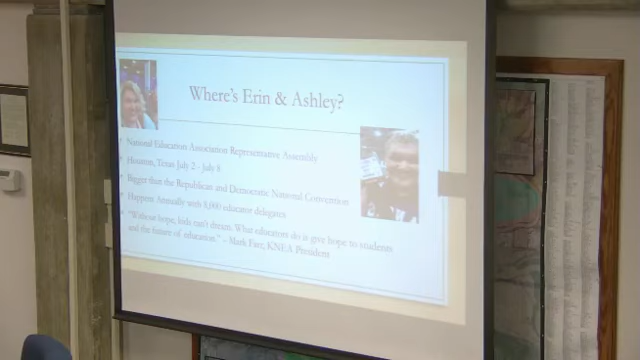 Where's Erin & Ashley?
National Education Association Representative Assembly
Houston, Texas July 2 - July 8
Bigger than the Republican and Democratic National Convention
Happens Annually with 8,000 educator delegates
"Without hope, kids can't dream. What educators do is give hope to students
and the future of education." – Mark Farr, KNEA President